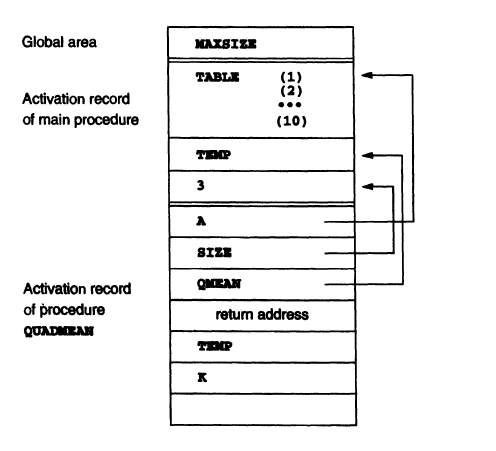 Global area
MAXSIZE
TABLE (1)
(2)
•••
(10)
Activation record
of main procedure
TEMP
3
A
SIZE
QMEAN
Activation record
of procedure
QUADMEAN
return address
TEMP
K